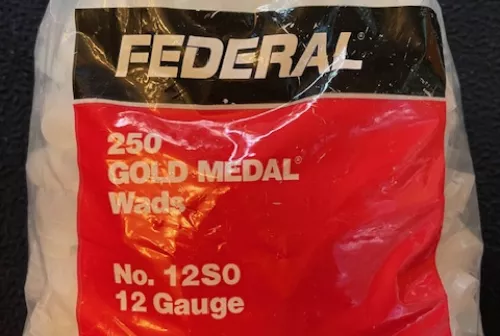 FEDERAL®
250
GOLD MEDAL®
Wads
No. 12S0
12 Gauge